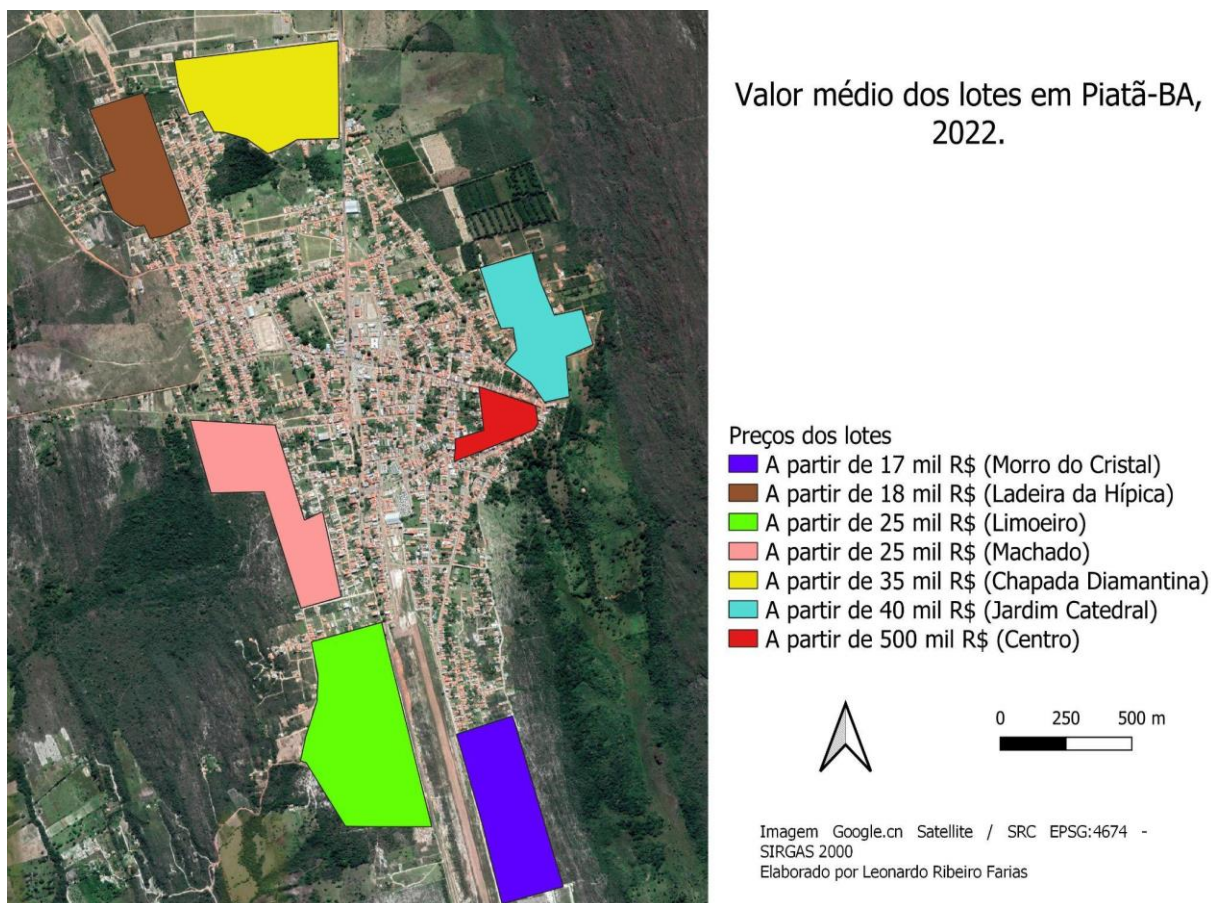 Valor médio dos lotes em Piatã-BA,
2022.
Preços dos lotes
A partir de 17 mil R$ (Morro do Cristal)
A partir de 18 mil R$ (Ladeira da Hípica)
A partir de 25 mil R$ (Limoeiro)
A partir de 25 mil R$ (Machado)
A partir de 35 mil R$ (Chapada Diamantina)
A partir de 40 mil R$ (Jardim Catedral)
A partir de 500 mil R$ (Centro)
0 250 500 m
Imagem Google.cn Satellite / SRC EPSG:4674 -
SIRGAS 2000
Elaborado por Leonardo Ribeiro Farias